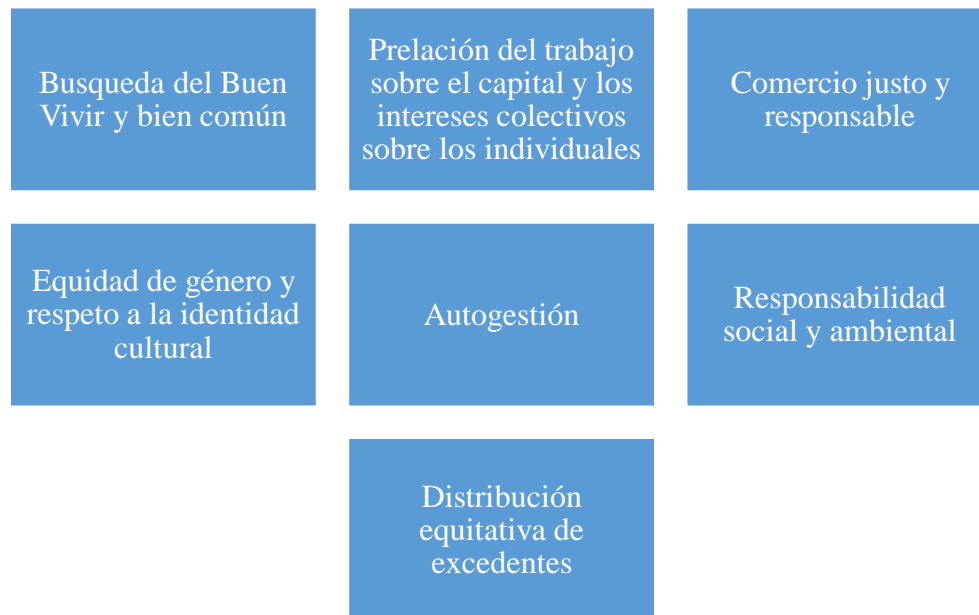 Busqueda del Buen
Vivir y bien común
Prelación del trabajo
sobre el capital y los
intereses colectivos
sobre los individuales
Comercio justo y
responsable
Equidad de género y
respeto a la identidad
cultural
Autogestión
Responsabilidad
social y ambiental
Distribución
equitativa de
excedentes